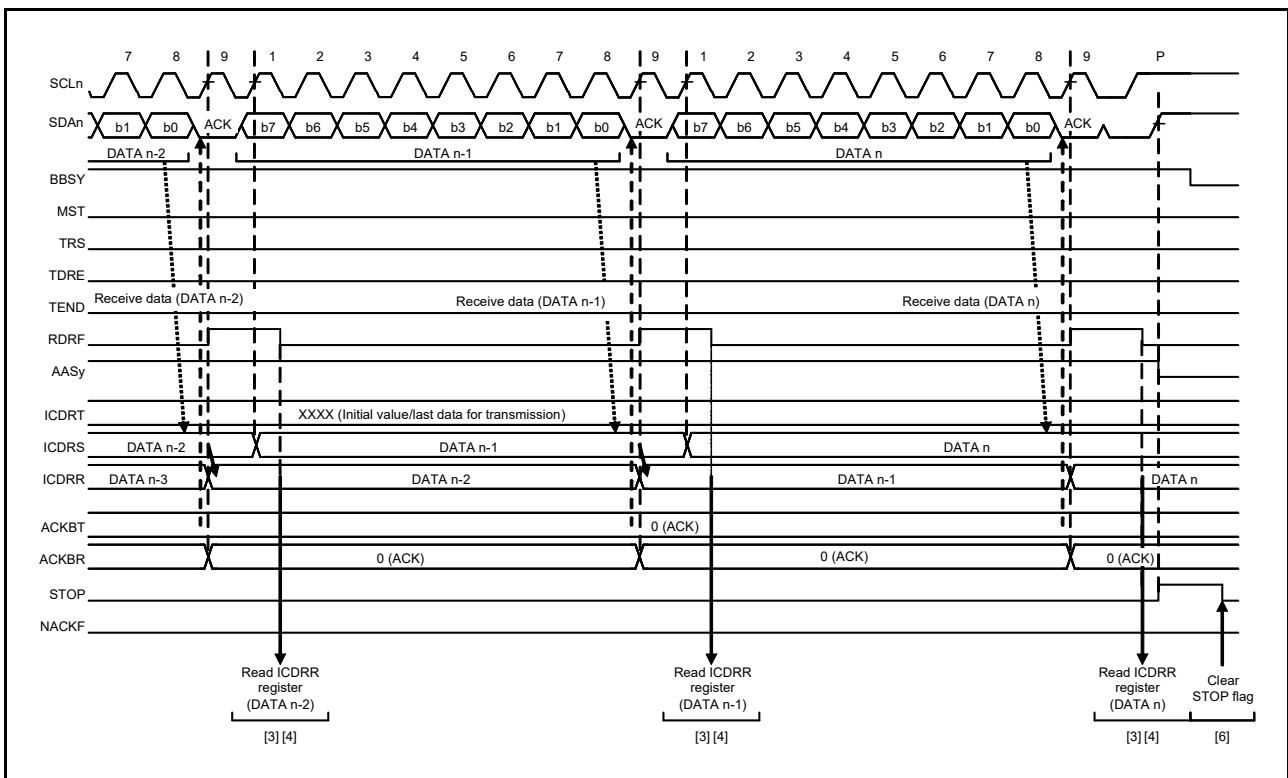 7 8 9 1 2 3 4 5 6 7 8 9 1 2 3 4 5 6 7 8 9 P
SCLn
SDAn b1 b0 ACK b7 b6 b5 b4 b3 b2 b1 b0 ACK b7 b6 b5 b4 b3 b2 b1 b0 ACK
DATA n-2 DATA n-1 DATA n
BBSY
MST
TRS
TDRE
Receive data (DATA n-2) Receive data (DATA n-1) Receive data (DATA n)
TEND
RDRF
AASy
ICDRT XXXX (Initial value/last data for transmission)
ICDRS DATA n-2 DATA n-1 DATA n
ICDRR DATA n-3 DATA n-2 DATA n-1 DATA n
ACKBT 0 (ACK)
ACKBR 0 (ACK) 0 (ACK) 0 (ACK)
STOP
NACKF
Read ICDRR
register
(DATA n-2)
[3] [4]
Read ICDRR
register
(DATA n-1)
[3] [4]
Read ICDRR
register
(DATA n)
[3] [4]
Clear
STOP flag
[6]